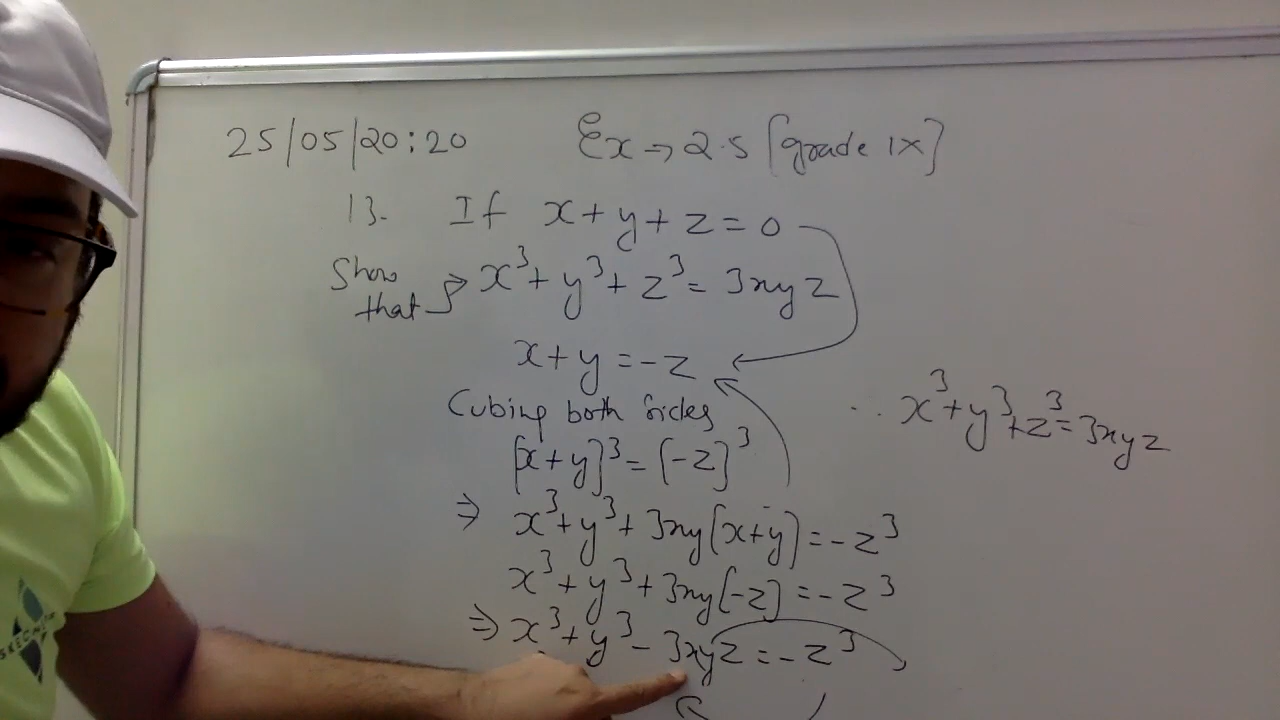 25/05/20:20 Ex → 2.5 [grade IX]
13. If x + y + z = 0
Show that → x³ + y³ + z³ = 3xyz
x + y = -z
Cubing both sides
[x + y]³ = [-z]³
⇒ x³ + y³ + 3xy[x + y] = -z³
x³ + y³ + 3xy[-z] = -z³
⇒ x³ + y³ - 3xyz = -z³
∴ x³ + y³ + z³ = 3xyz